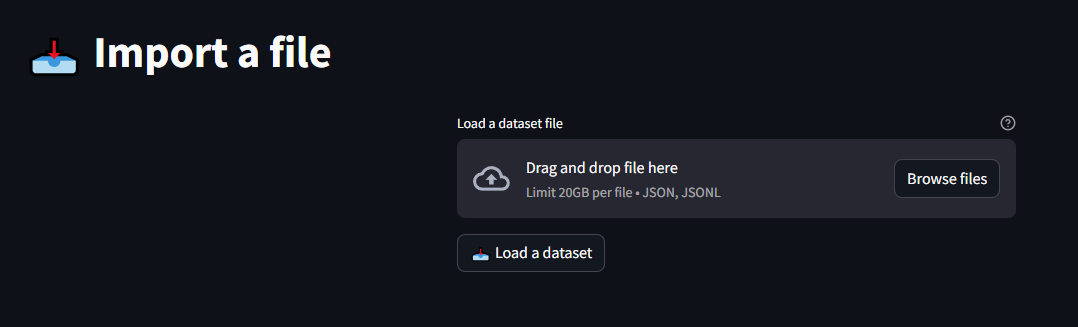 Import a file
Load a dataset file
Drag and drop file here
Limit 20GB per file • JSON, JSONL
Browse files
Load a dataset